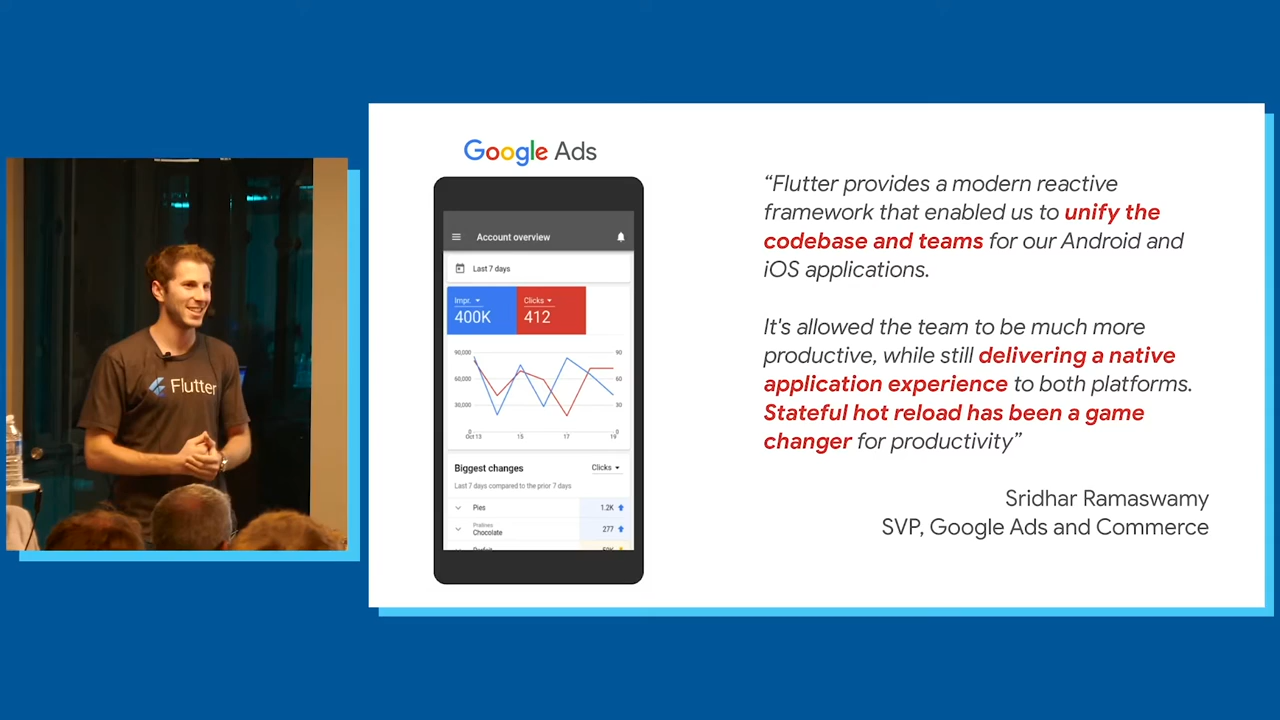 Flutter
Google Ads
Account overview
Last 7 days
Impr.
Clicks
400K
412
90,000
90
60,000
60
30,000
30
0
0
Oct 13
15
17
19
Biggest changes
Clicks
Last 7 days compared to the prior 7 days
Pies
1.2K
Pralines
Chocolate
277
“Flutter provides a modern reactive
framework that enabled us to unify the
codebase and teams for our Android and
iOS applications.
It's allowed the team to be much more
productive, while still delivering a native
application experience to both platforms.
Stateful hot reload has been a game
changer for productivity”
Sridhar Ramaswamy
SVP, Google Ads and Commerce